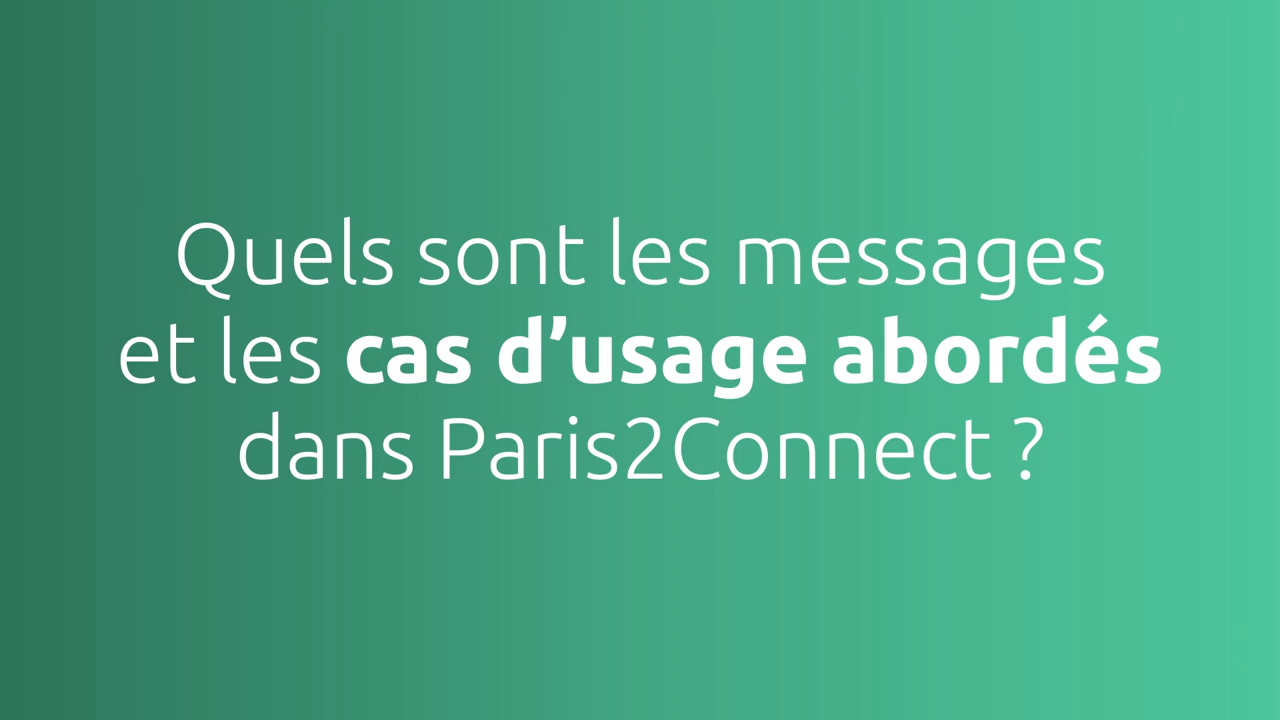 Quels sont les messages
et les cas d’usage abordés
dans Paris2Connect ?